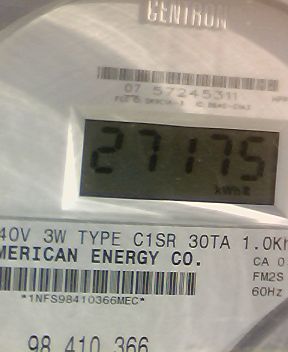 CENTRON
07 57245311
27175
kWh
40V 3W TYPE C1SR 30TA 1.0Kh
MERICAN ENERGY CO.
CA 0
FM2S
60Hz
*1NFS98410366MEC*
98 410 366